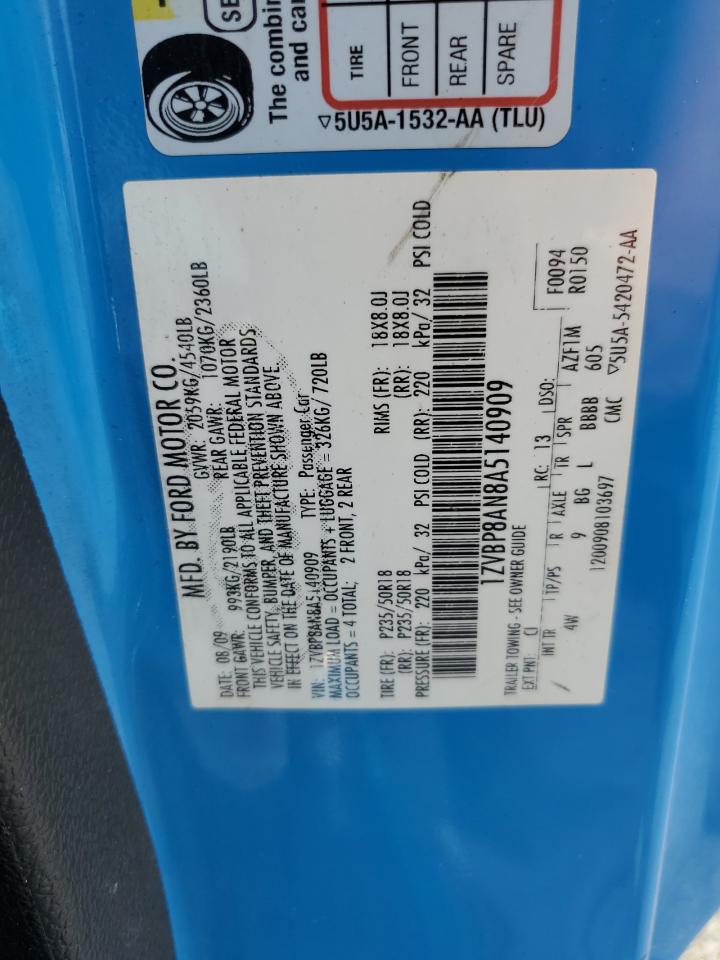 SE
The combin
and car
TIRE
FRONT
REAR
SPARE
▽5U5A-1532-AA (TLU)
MFD. BY FORD MOTOR CO.
DATE: 08/09 GVWR: 2059KG/4540LB
FRONT GAWR: 993KG/2190LB REAR GAWR: 1070KG/2360LB
THIS VEHICLE CONFORMS TO ALL APPLICABLE FEDERAL MOTOR
VEHICLE SAFETY, BUMPER, AND THEFT PREVENTION STANDARDS
IN EFFECT ON THE DATE OF MANUFACTURE SHOWN ABOVE.
VIN: 1ZVBP8AN8A5140909 TYPE: Passenger Car
MAXIMUM LOAD = OCCUPANTS + LUGGAGE = 326KG/720LB
OCCUPANTS = 4 TOTAL; 2 FRONT, 2 REAR
TIRE (FR): P235/50R18 RIMS (FR): 18X8.0J
(RR): P235/50R18 (RR): 18X8.0J
PRESSURE (FR): 220 kPa/ 32 PSI COLD (RR): 220 kPa/ 32 PSI COLD
1ZVBP8AN8A5140909
TRAILER TOWING - SEE OWNER GUIDE
EXT PNT: CI RC: 13 DSO: F0094
R0150
INT TR TP/PS R AXLE TR SPR AZF1M
/ 4W 9 BG L BBBB 605
1200908103697 CMC ▽5U5A-5420472-AA